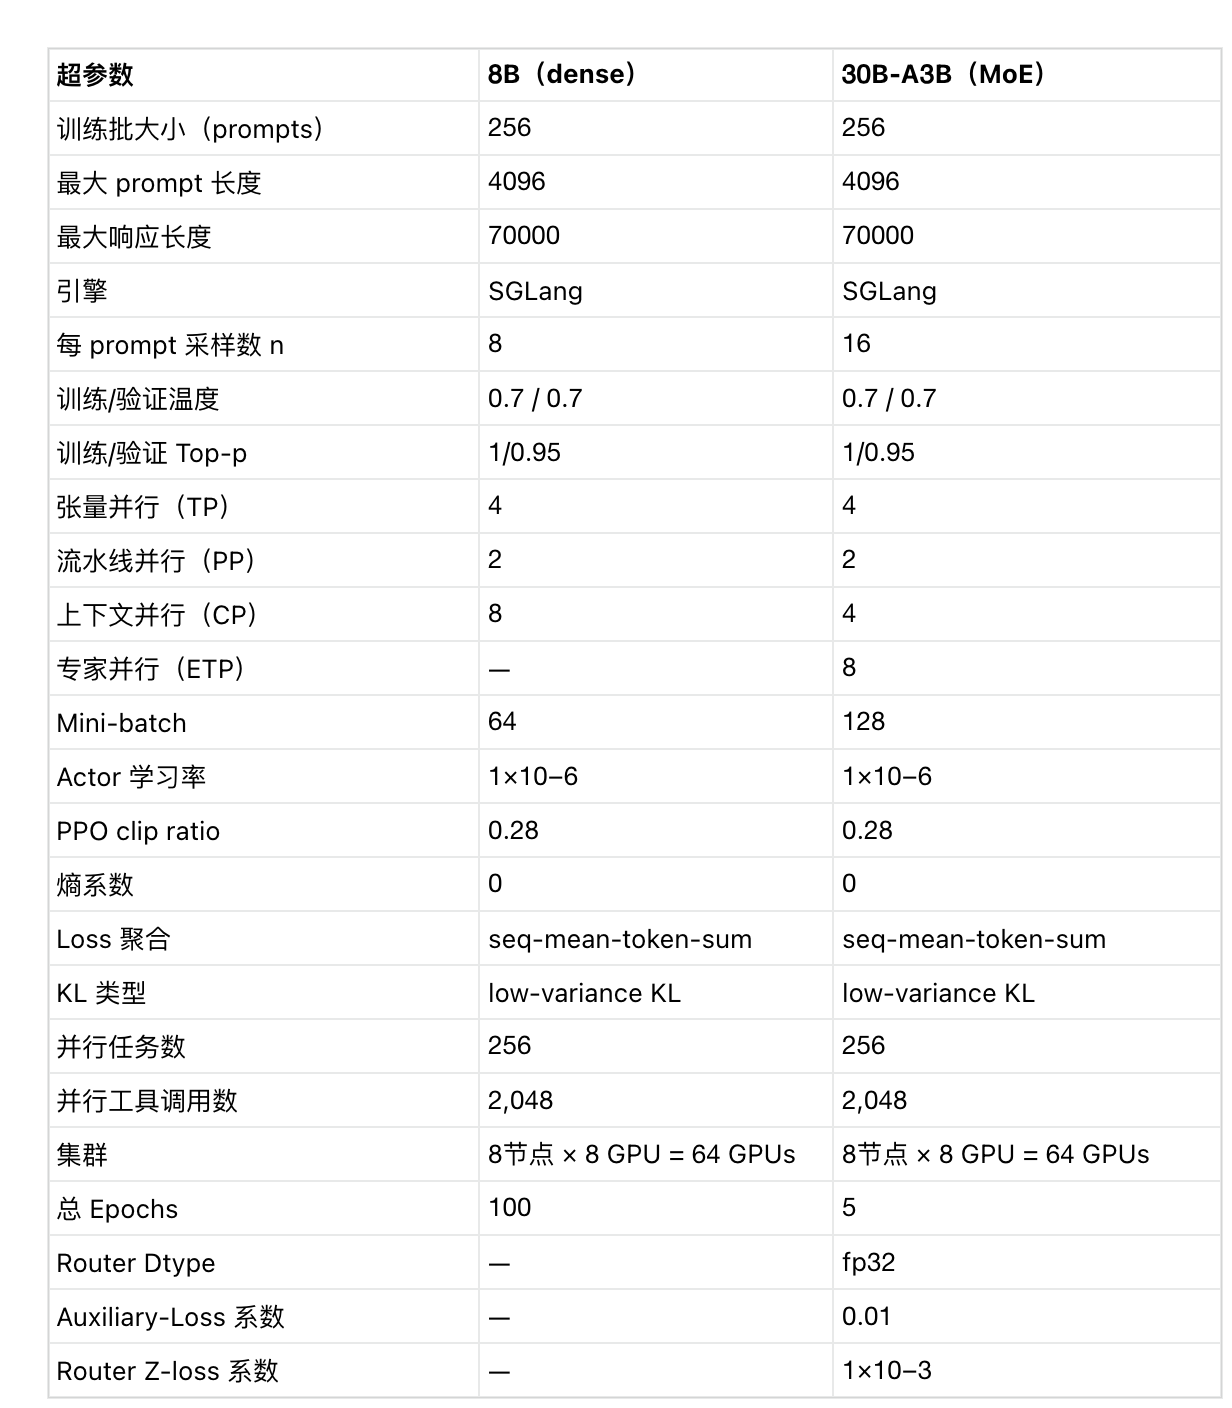 超参数 8B（dense） 30B-A3B（MoE）
训练批大小（prompts） 256 256
最大 prompt 长度 4096 4096
最大响应长度 70000 70000
引擎 SGLang SGLang
每 prompt 采样数 n 8 16
训练/验证温度 0.7 / 0.7 0.7 / 0.7
训练/验证 Top-p 1/0.95 1/0.95
张量并行（TP） 4 4
流水线并行（PP） 2 2
上下文并行（CP） 8 4
专家并行（ETP） — 8
Mini-batch 64 128
Actor 学习率 1×10−6 1×10−6
PPO clip ratio 0.28 0.28
熵系数 0 0
Loss 聚合 seq-mean-token-sum seq-mean-token-sum
KL 类型 low-variance KL low-variance KL
并行任务数 256 256
并行工具调用数 2,048 2,048
集群 8节点 × 8 GPU = 64 GPUs 8节点 × 8 GPU = 64 GPUs
总 Epochs 100 5
Router Dtype — fp32
Auxiliary-Loss 系数 — 0.01
Router Z-loss 系数 — 1×10−3